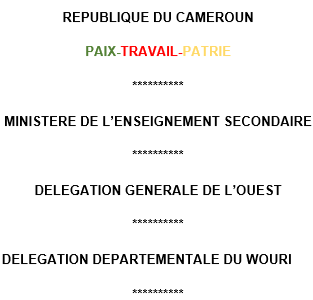 REPUBLIQUE DU CAMEROUN
PAIX-TRAVAIL-PATRIE
**********
MINISTERE DE L’ENSEIGNEMENT SECONDAIRE
**********
DELEGATION GENERALE DE L’OUEST
**********
DELEGATION DEPARTEMENTALE DU WOURI
**********